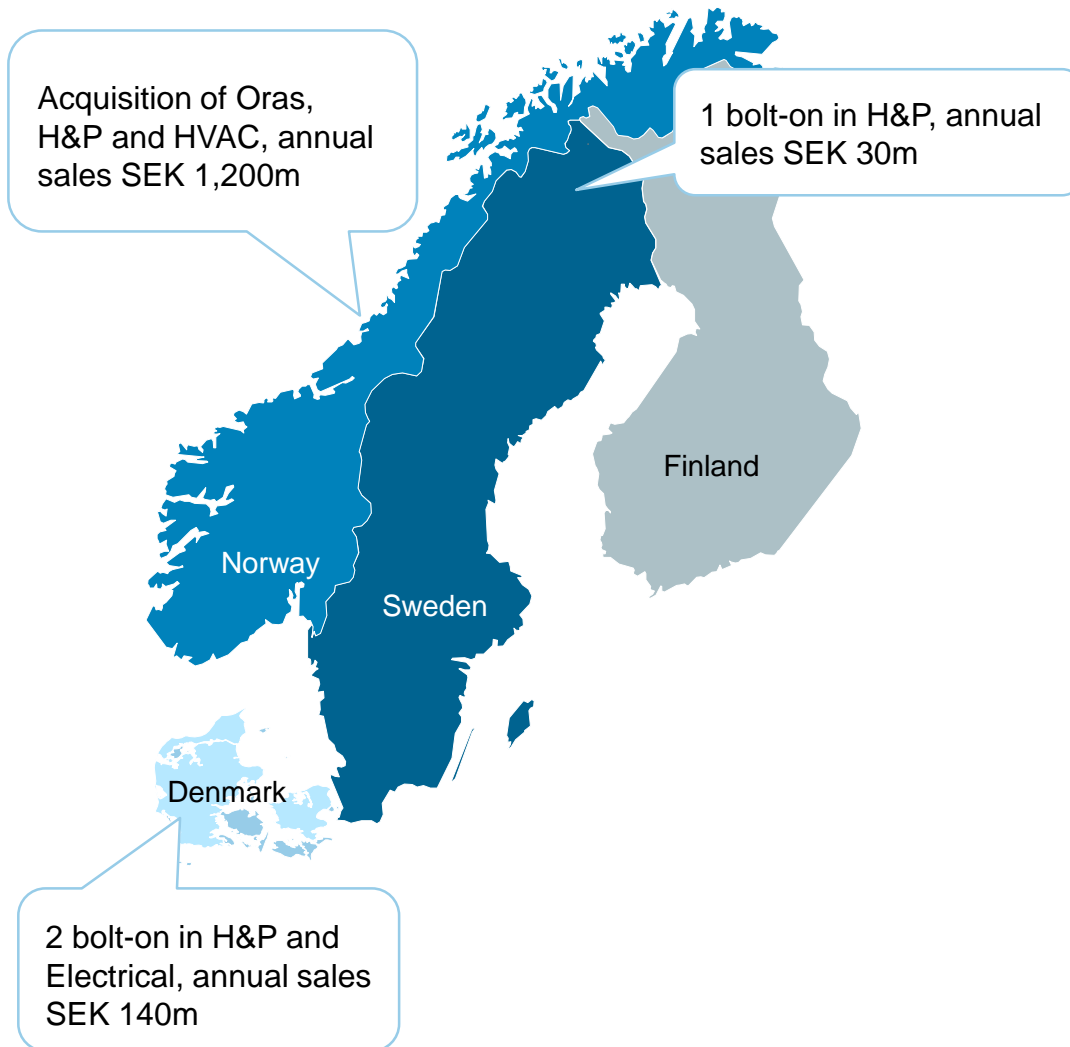 Acquisition of Oras,
H&P and HVAC, annual
sales SEK 1,200m
1 bolt-on in H&P, annual
sales SEK 30m
Finland
Norway
Sweden
Denmark
2 bolt-on in H&P and
Electrical, annual sales
SEK 140m